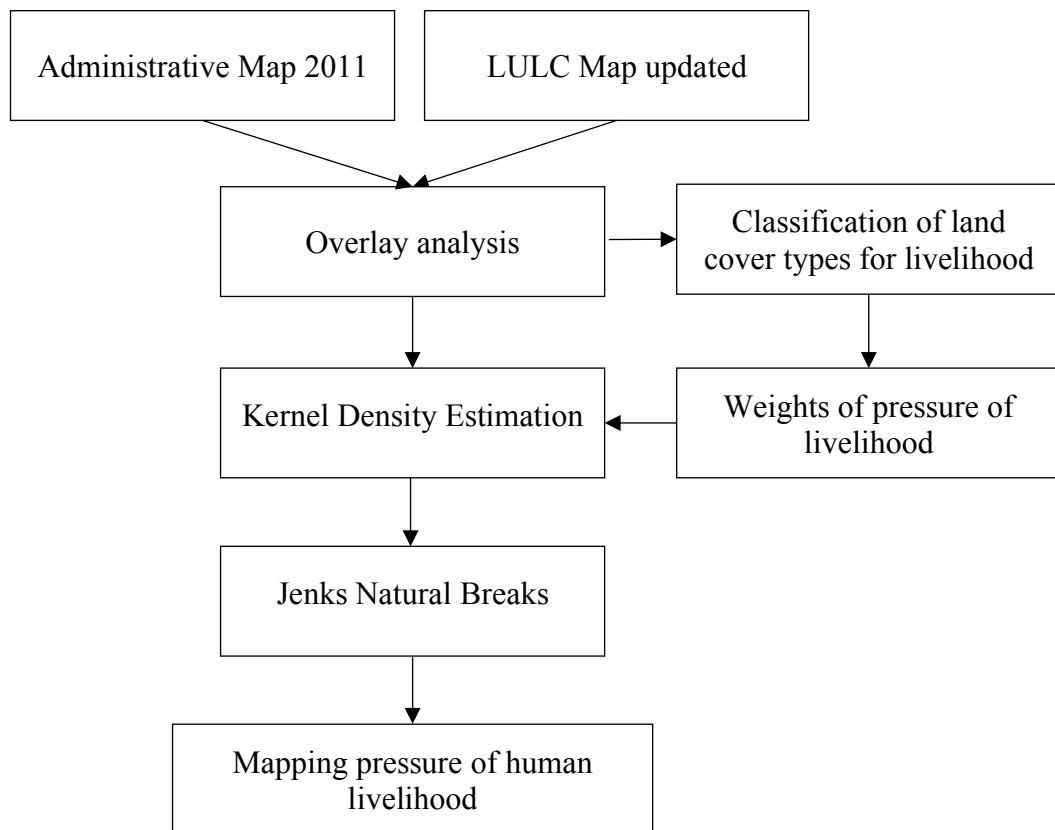 Administrative Map 2011
LULC Map updated
Overlay analysis
Classification of land
cover types for livelihood
Kernel Density Estimation
Weights of pressure of
livelihood
Jenks Natural Breaks
Mapping pressure of human
livelihood